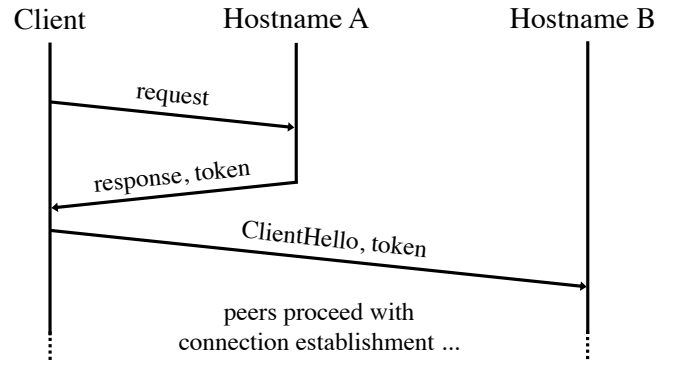 Client
Hostname A
Hostname B
request
response, token
ClientHello, token
peers proceed with
connection establishment ...